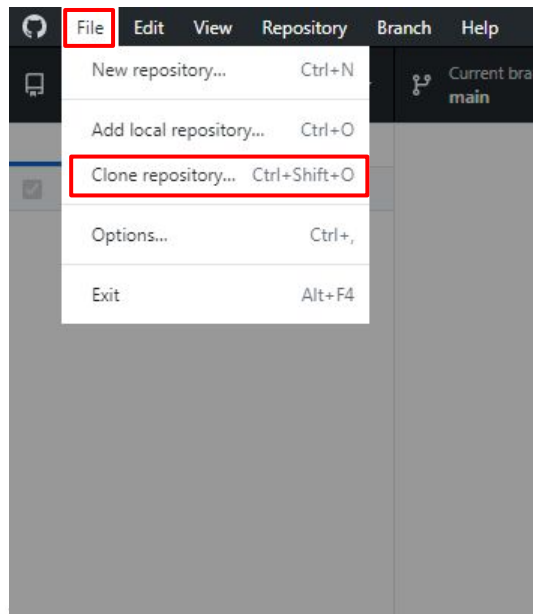 File Edit View Repository Branch Help
New repository... Ctrl+N
Current bra
main
Add local repository... Ctrl+O
Clone repository... Ctrl+Shift+O
Options... Ctrl+,
Exit Alt+F4